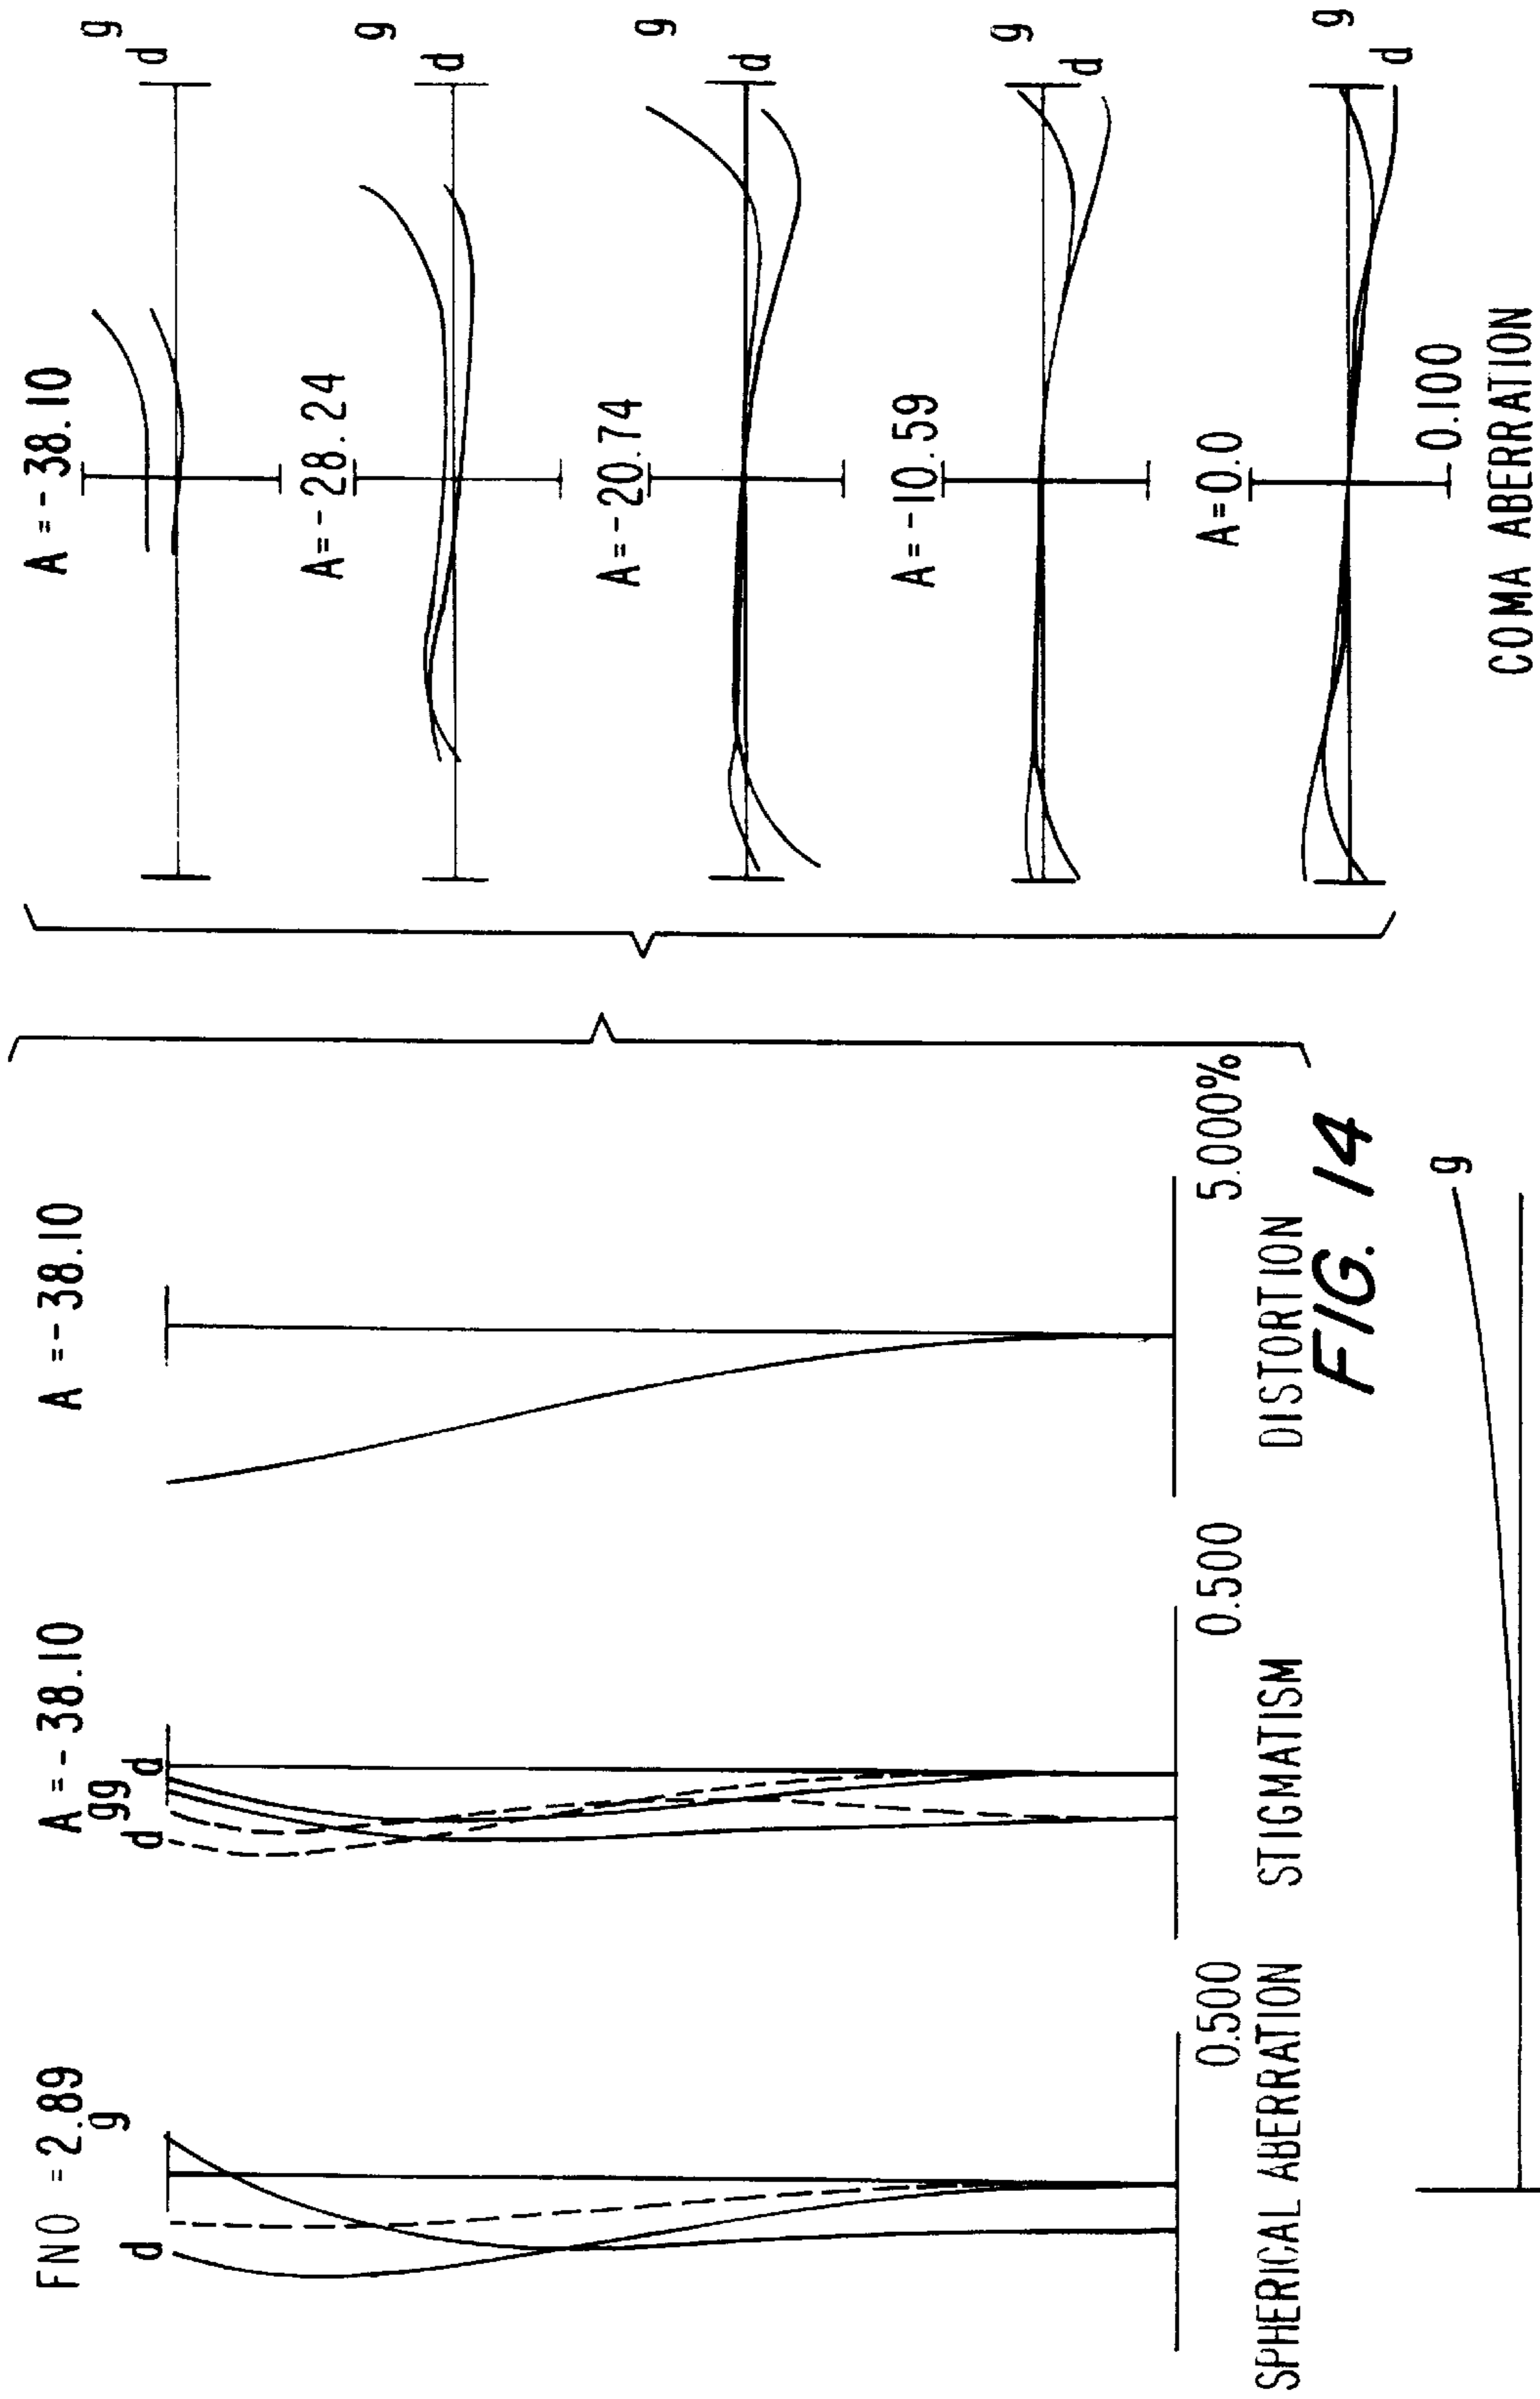 FNO = 2.89
g
d
0.500
SPHERICAL ABERRATION
A = - 38.10
g g
d d
0.500
STIGMATISM
A = - 38.10
5.000%
DISTORTION
FIG. 14
g
A = - 38.10
g
d
A = - 28.24
g
d
A = - 20.74
g
d
A = - 10.59
g
d
A = 0.0
g
d
0.100
COMA ABERRATION